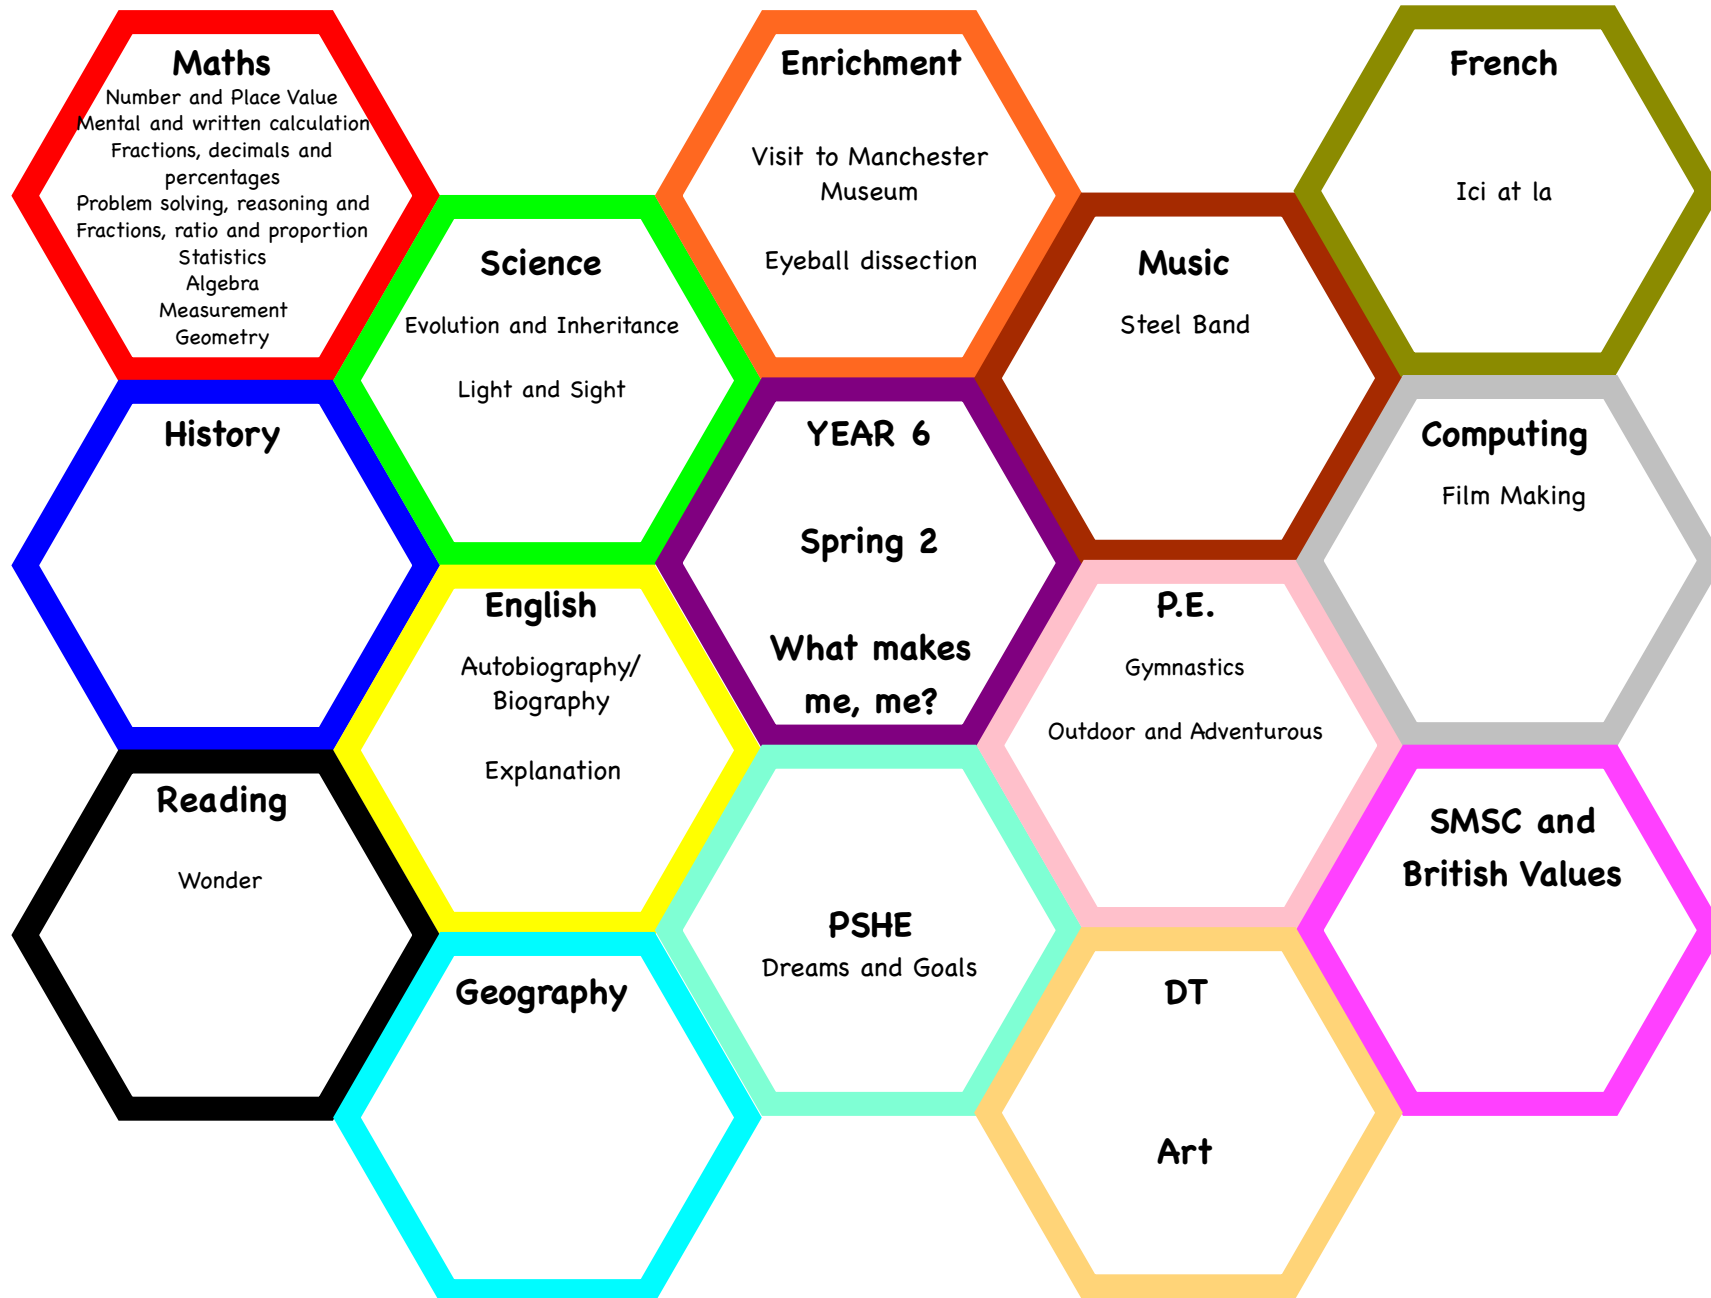 Maths
Number and Place Value
Mental and written calculation
Fractions, decimals and
percentages
Problem solving, reasoning and
Fractions, ratio and proportion
Statistics
Algebra
Measurement
Geometry
Enrichment
Visit to Manchester
Museum
Eyeball dissection
French
Ici at la
Science
Evolution and Inheritance
Light and Sight
Music
Steel Band
History
YEAR 6
Spring 2
What makes
me, me?
Computing
Film Making
English
Autobiography/
Biography
Explanation
P.E.
Gymnastics
Outdoor and Adventurous
Reading
Wonder
PSHE
Dreams and Goals
SMSC and
British Values
Geography
DT
Art